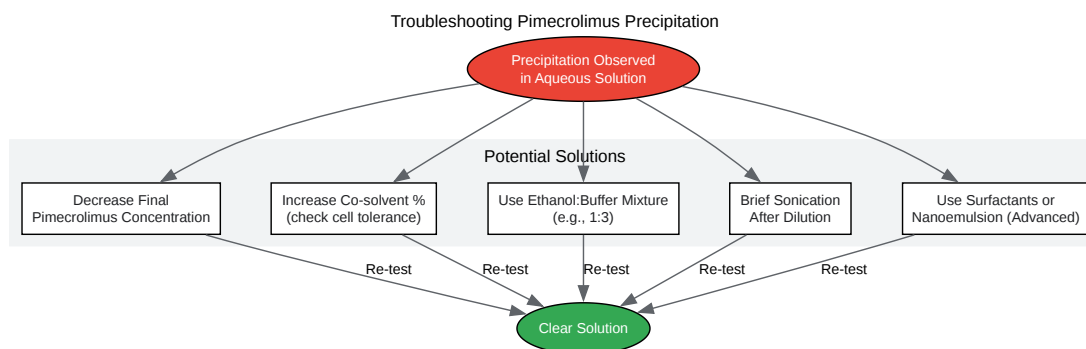 Troubleshooting Pimecrolimus Precipitation
Precipitation Observed
in Aqueous Solution
Potential Solutions
Decrease Final
Pimecrolimus Concentration
Increase Co-solvent %
(check cell tolerance)
Use Ethanol:Buffer Mixture
(e.g., 1:3)
Brief Sonication
After Dilution
Use Surfactants or
Nanoemulsion (Advanced)
Re-test
Re-test
Re-test
Re-test
Re-test
Clear Solution